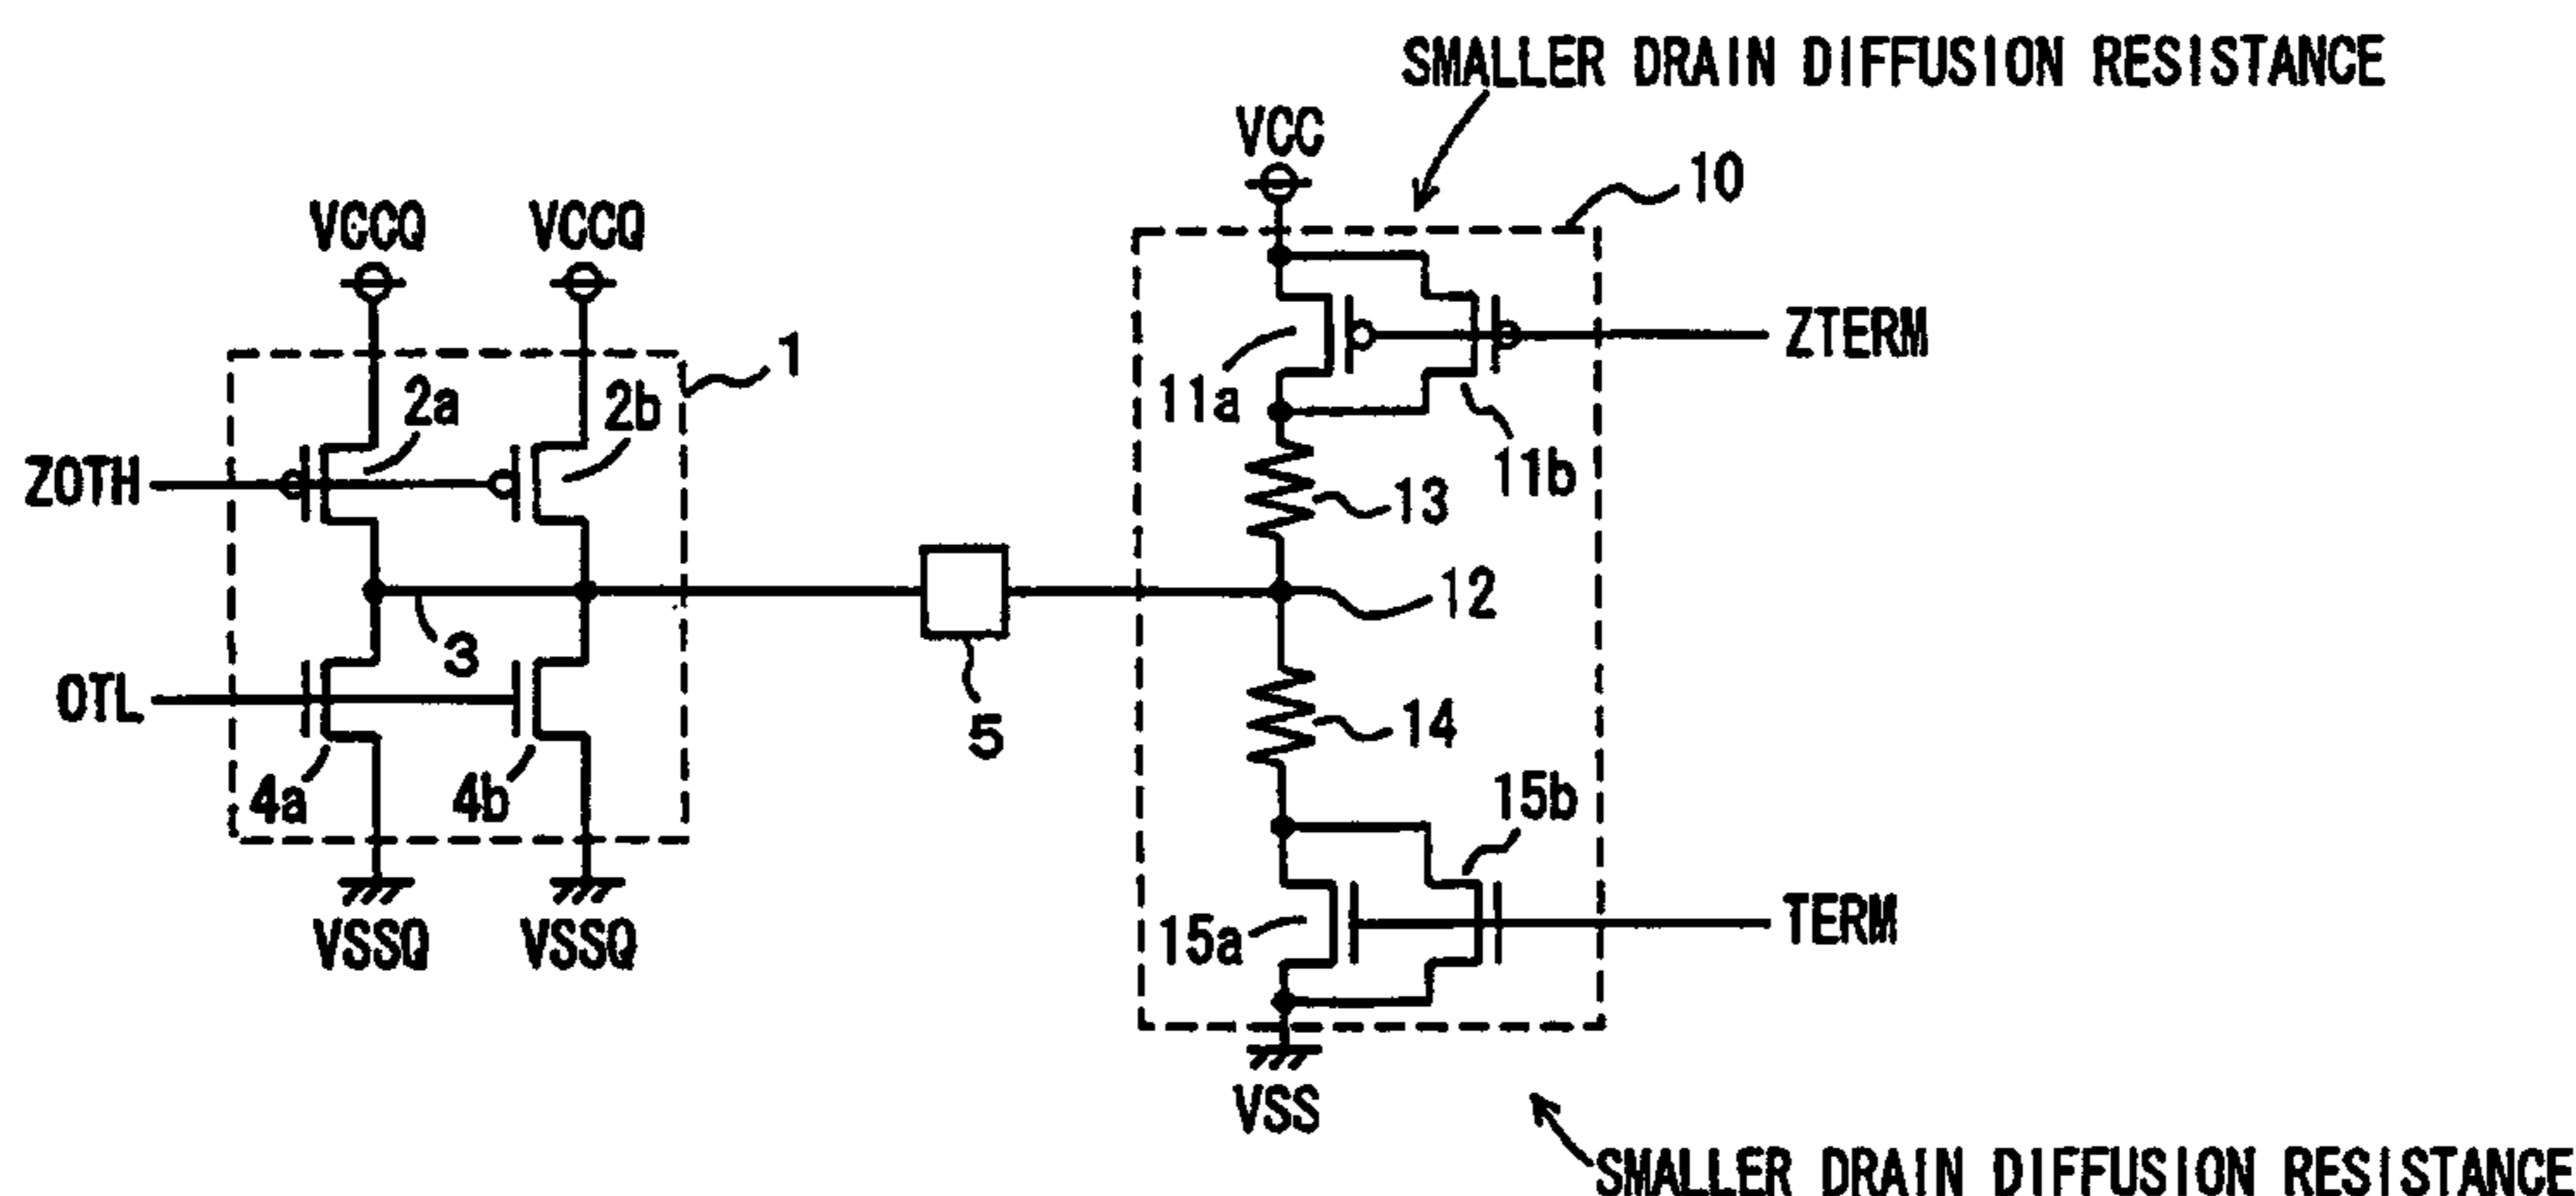 SMALLER DRAIN DIFFUSION RESISTANCE
VCC
10
VCCQ
VCCQ
ZTERM
1
2a
2b
11a
11b
ZOTH
13
12
3
OTL
14
5
4a
4b
15b
15a
TERM
VSSQ
VSSQ
VSS
SMALLER DRAIN DIFFUSION RESISTANCE